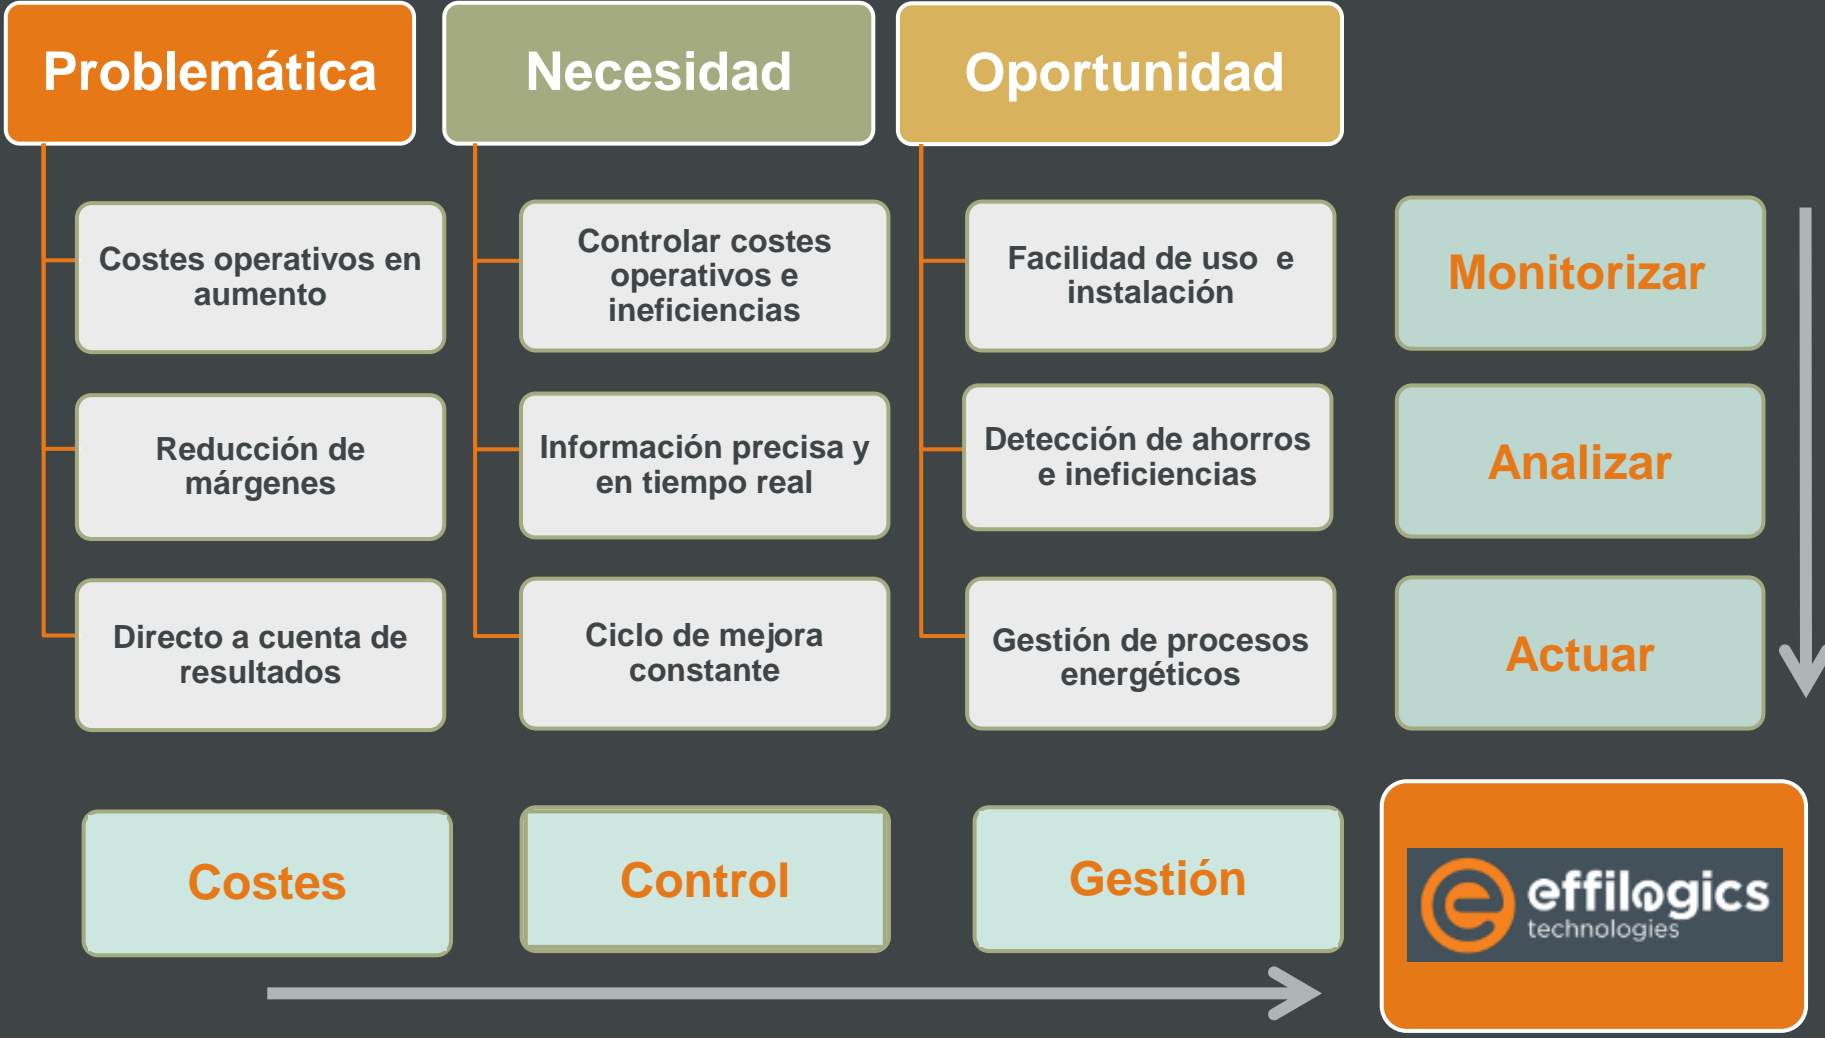 Problemática
Necesidad
Oportunidad
Costes operativos en
aumento
Controlar costes
operativos e
ineficiencias
Facilidad de uso e
instalación
Monitorizar
Reducción de
márgenes
Información precisa y
en tiempo real
Detección de ahorros
e ineficiencias
Analizar
Directo a cuenta de
resultados
Ciclo de mejora
constante
Gestión de procesos
energéticos
Actuar
Costes
Control
Gestión
effilogics
technologies